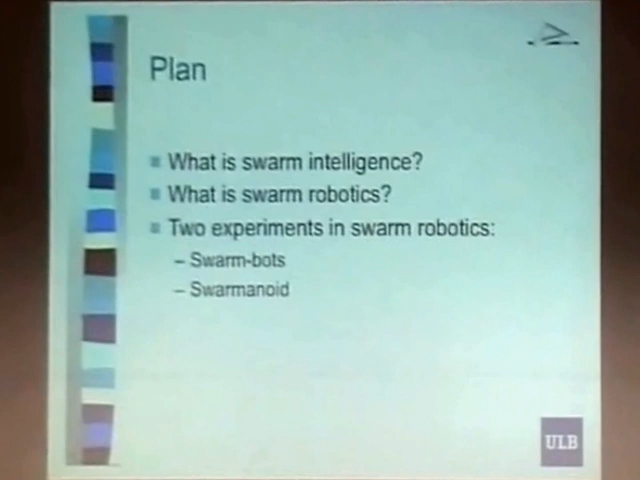 Plan
What is swarm intelligence?
What is swarm robotics?
Two experiments in swarm robotics:
– Swarm-bots
– Swarmanoid
ULB